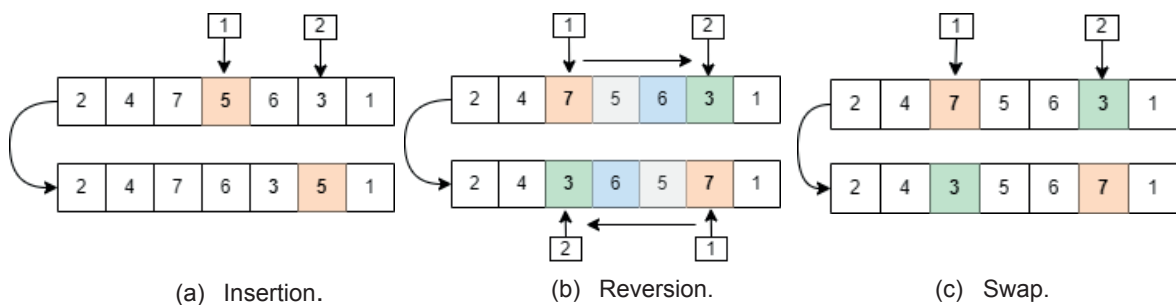 1 2
2 4 7 5 6 3 1
2 4 7 6 3 5 1
(a) Insertion.
1 2
2 4 7 5 6 3 1
2 4 3 6 5 7 1
2 1
(b) Reversion.
1 2
2 4 7 5 6 3 1
2 4 3 5 6 7 1
(c) Swap.